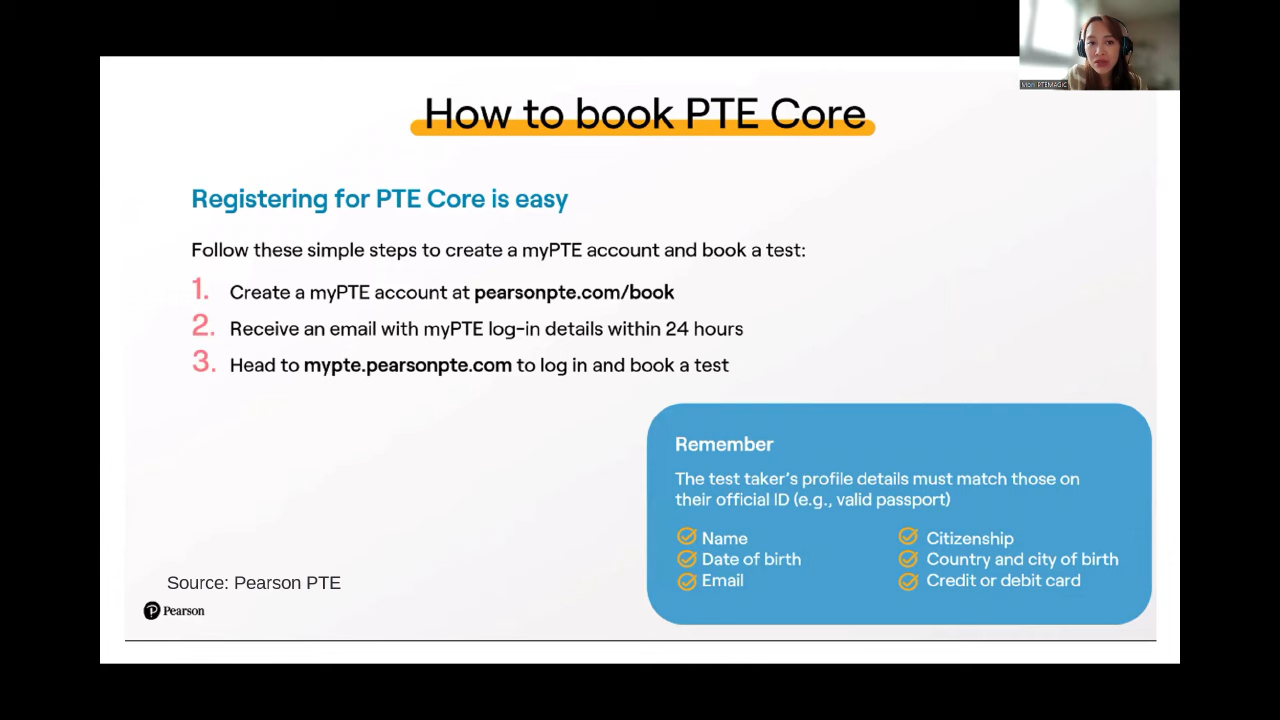 How to book PTE Core
Registering for PTE Core is easy
Follow these simple steps to create a myPTE account and book a test:
1. Create a myPTE account at pearsonpte.com/book
2. Receive an email with myPTE log-in details within 24 hours
3. Head to mypte.pearsonpte.com to log in and book a test
Remember
The test taker's profile details must match those on
their official ID (e.g., valid passport)
Name
Date of birth
Email
Citizenship
Country and city of birth
Credit or debit card
Source: Pearson PTE
Pearson